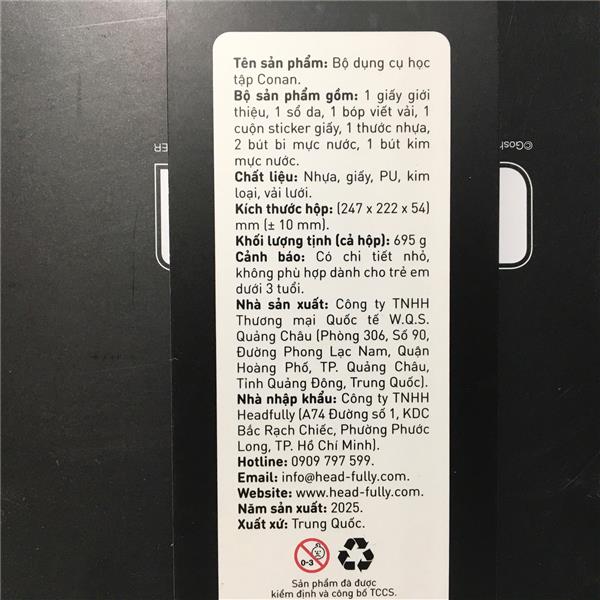 Tên sản phẩm: Bộ dụng cụ học
tập Conan.
Bộ sản phẩm gồm: 1 giấy giới
thiệu, 1 sổ da, 1 bóp viết vải, 1
cuộn sticker giấy, 1 thước nhựa,
2 bút bi mực nước, 1 bút kim
mực nước.
Chất liệu: Nhựa, giấy, PU, kim
loại, vải lưới.
Kích thước hộp: (247 x 222 x 54)
mm (± 10 mm).
Khối lượng tịnh (cả hộp): 695 g
Cảnh báo: Có chi tiết nhỏ,
không phù hợp dành cho trẻ em
dưới 3 tuổi.
Nhà sản xuất: Công ty TNHH
Thương mại Quốc tế W.Q.S.
Quảng Châu (Phòng 306, Số 90,
Đường Phong Lạc Nam, Quận
Hoàng Phố, TP. Quảng Châu,
Tỉnh Quảng Đông, Trung Quốc).
Nhà nhập khẩu: Công ty TNHH
Headfully (A74 Đường số 1, KDC
Bắc Rạch Chiếc, Phường Phước
Long, TP. Hồ Chí Minh).
Hotline: 0909 797 599.
Email: info@head-fully.com.
Website: www.head-fully.com.
Năm sản xuất: 2025.
Xuất xứ: Trung Quốc.
0-3
Sản phẩm đã được
kiểm định và công bố TCCS.
©Gosh
ER